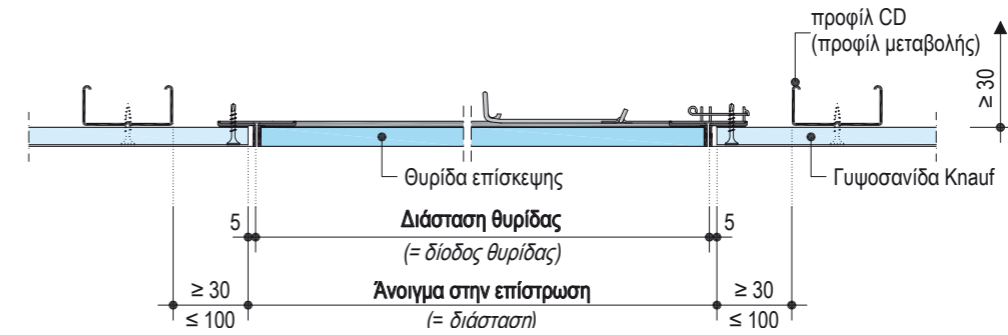 προφίλ CD
(προφίλ μεταβολής)
≥ 30
Θυρίδα επίσκεψης
Γυψοσανίδα Knauf
5
Διάσταση θυρίδας
5
(= δίοδος θυρίδας)
≥ 30
Άνοιγμα στην επίστρωση
≥ 30
≤ 100
(= διάσταση)
≤ 100